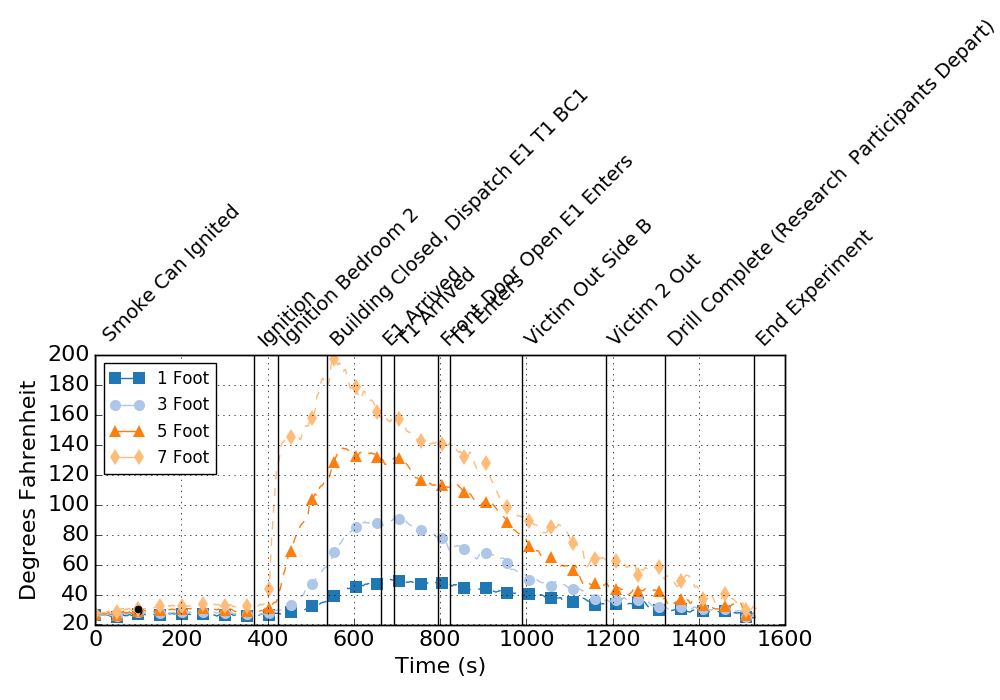 Smoke Can Ignited
Ignition
Ignition Bedroom 2
Building Closed, Dispatch E1 T1 BC1
E1 Arrived
T1 Arrived
Front Door Open E1 Enters
T1 Enters
Victim Out Side B
Victim 2 Out
Drill Complete (Research  Participants Depart)
End Experiment
200
180
160
140
120
100
80
60
40
20
Degrees Fahrenheit
1 Foot
3 Foot
5 Foot
7 Foot
0
200
400
600
800
1000
1200
1400
1600
Time (s)